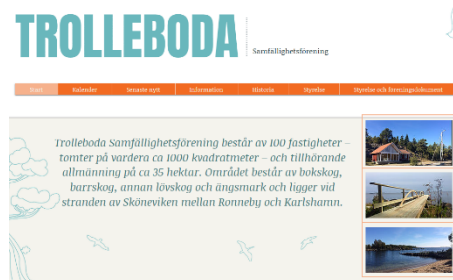 TROLLEBODA
Samfällighetsförening
Start Kalender Senaste nytt Information Historia Styrelse Styrelse och föreningsdokument
Trolleboda Samfällighetsförening består av 100 fastigheter –
tomter på vardera ca 1000 kvadratmeter – och tillhörande
allmänning på ca 35 hektar. Området består av bokskog,
barrskog, annan lövskog och ängsmark och ligger vid
stranden av Sköneviken mellan Ronneby och Karlshamn.